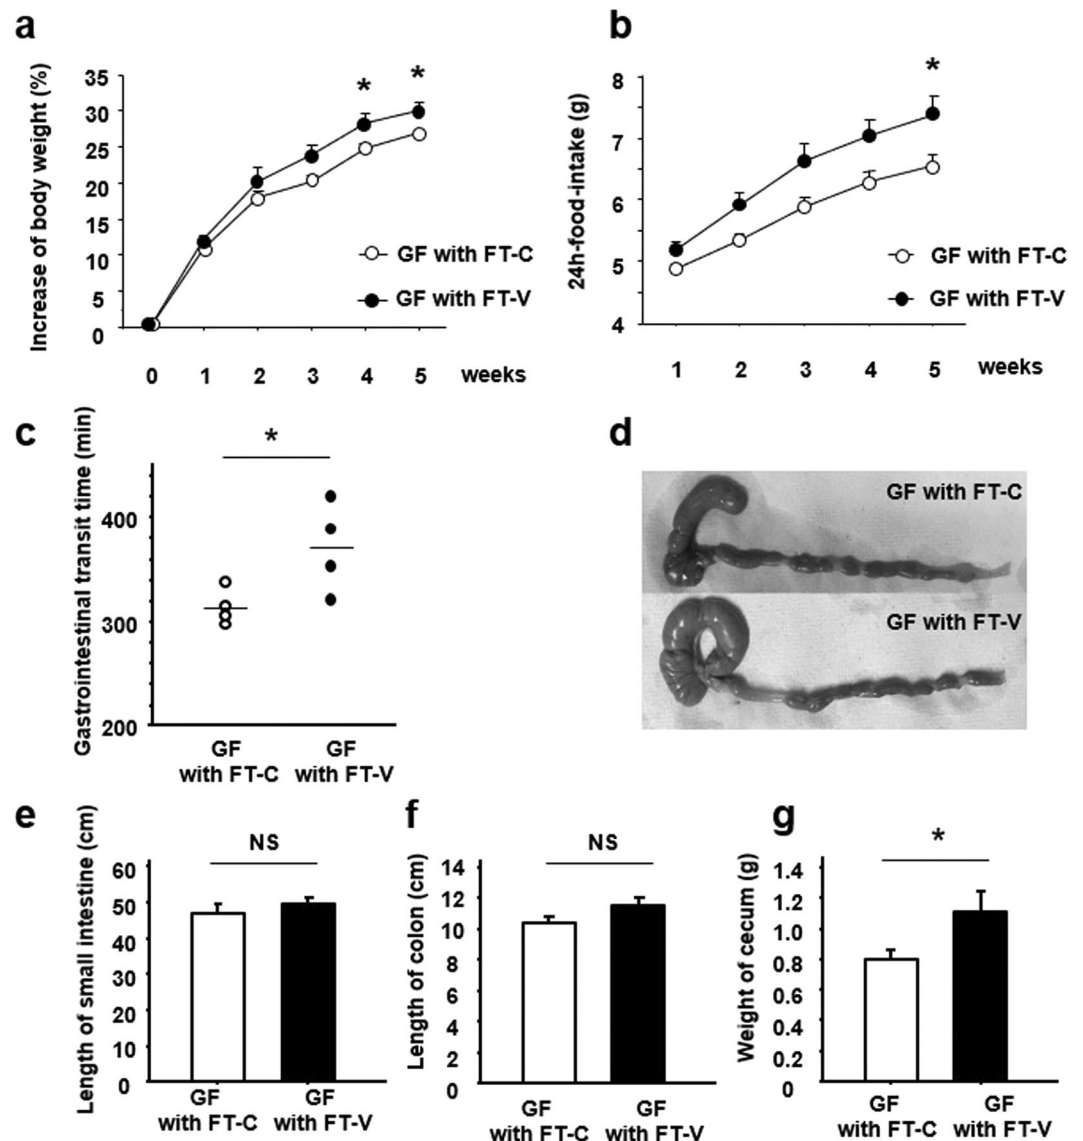 a
Increase of body weight (%)
35
30
25
20
15
10
5
0
*
*
GF with FT-C
GF with FT-V
0 1 2 3 4 5 weeks
b
24h-food-intake (g)
8
7
6
5
4
*
GF with FT-C
GF with FT-V
1 2 3 4 5 weeks
c
Gastrointestinal transit time (min)
400
300
200
*
GF GF
with FT-C with FT-V
d
GF with FT-C
GF with FT-V
e
Length of small intestine (cm)
60
50
40
30
20
10
0
NS
GF GF
with FT-C with FT-V
f
Length of colon (cm)
14
12
10
8
6
4
2
0
NS
GF GF
with FT-C with FT-V
g
Weight of cecum (g)
1.4
1.2
1.0
0.8
0.6
0.4
0.2
0
*
GF GF
with FT-C with FT-V